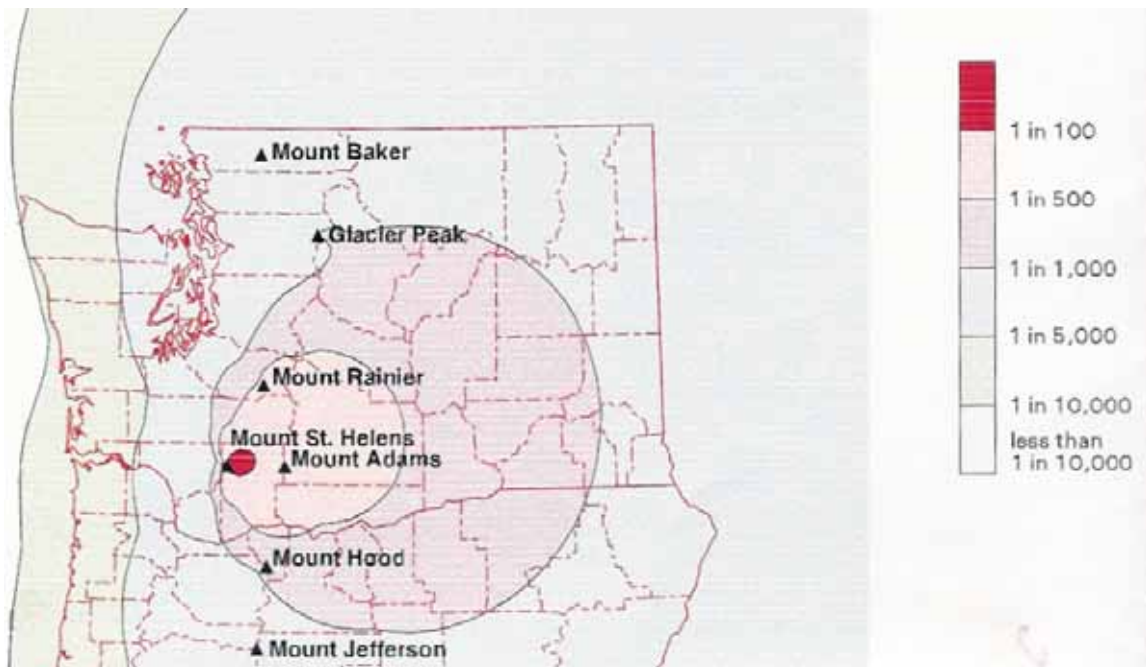 Mount Baker
Glacier Peak
Mount Rainier
Mount St. Helens
Mount Adams
Mount Hood
Mount Jefferson
1 in 100
1 in 500
1 in 1,000
1 in 5,000
1 in 10,000
less than
1 in 10,000